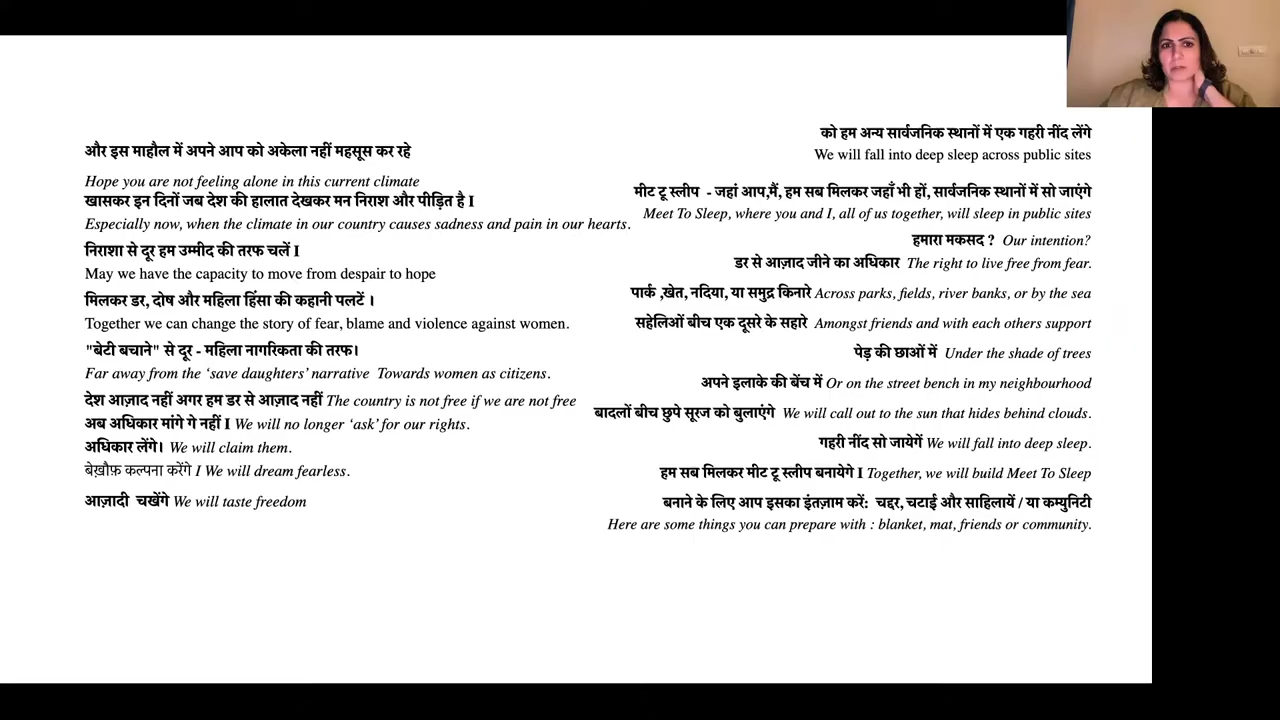 और इस माहौल में अपने आप को अकेला नहीं महसूस कर रहे
Hope you are not feeling alone in this current climate
खासकर इन दिनों जब देश की हालात देखकर मन निराश और पीड़ित है I
Especially now, when the climate in our country causes sadness and pain in our hearts.
निराशा से दूर हम उम्मीद की तरफ चलें I
May we have the capacity to move from despair to hope
मिलकर डर, दोष और महिला हिंसा की कहानी पलटें ।
Together we can change the story of fear, blame and violence against women.
"बेटी बचाने" से दूर - महिला नागरिकता की तरफ।
Far away from the ‘save daughters’ narrative Towards women as citizens.
देश आज़ाद नहीं अगर हम डर से आज़ाद नहीं The country is not free if we are not free
अब अधिकार मांगे गे नहीं I We will no longer ‘ask’ for our rights.
अधिकार लेंगे। We will claim them.
बेख़ौफ़ कल्पना करेंगे I We will dream fearless.
आज़ादी चखेंगे We will taste freedom
को हम अन्य सार्वजनिक स्थानों में एक गहरी नींद लेंगे
We will fall into deep sleep across public sites
मीट टू स्लीप - जहां आप,मैं, हम सब मिलकर जहाँ भी हों, सार्वजनिक स्थानों में सो जाएंगे
Meet To Sleep, where you and I, all of us together, will sleep in public sites
हमारा मकसद ? Our intention?
डर से आज़ाद जीने का अधिकार The right to live free from fear.
पार्क ,खेत, नदिया, या समुद्र किनारे Across parks, fields, river banks, or by the sea
सहेलिओं बीच एक दूसरे के सहारे Amongst friends and with each others support
पेड़ की छाओं में Under the shade of trees
अपने इलाके की बेंच में Or on the street bench in my neighbourhood
बादलों बीच छुपे सूरज को बुलाएंगे We will call out to the sun that hides behind clouds.
गहरी नींद सो जायेगें We will fall into deep sleep.
हम सब मिलकर मीट टू स्लीप बनायेगे I Together, we will build Meet To Sleep
बनाने के लिए आप इसका इंतज़ाम करें: चद्दर, चटाई और साहिलायें / या कम्युनिटी
Here are some things you can prepare with : blanket, mat, friends or community.